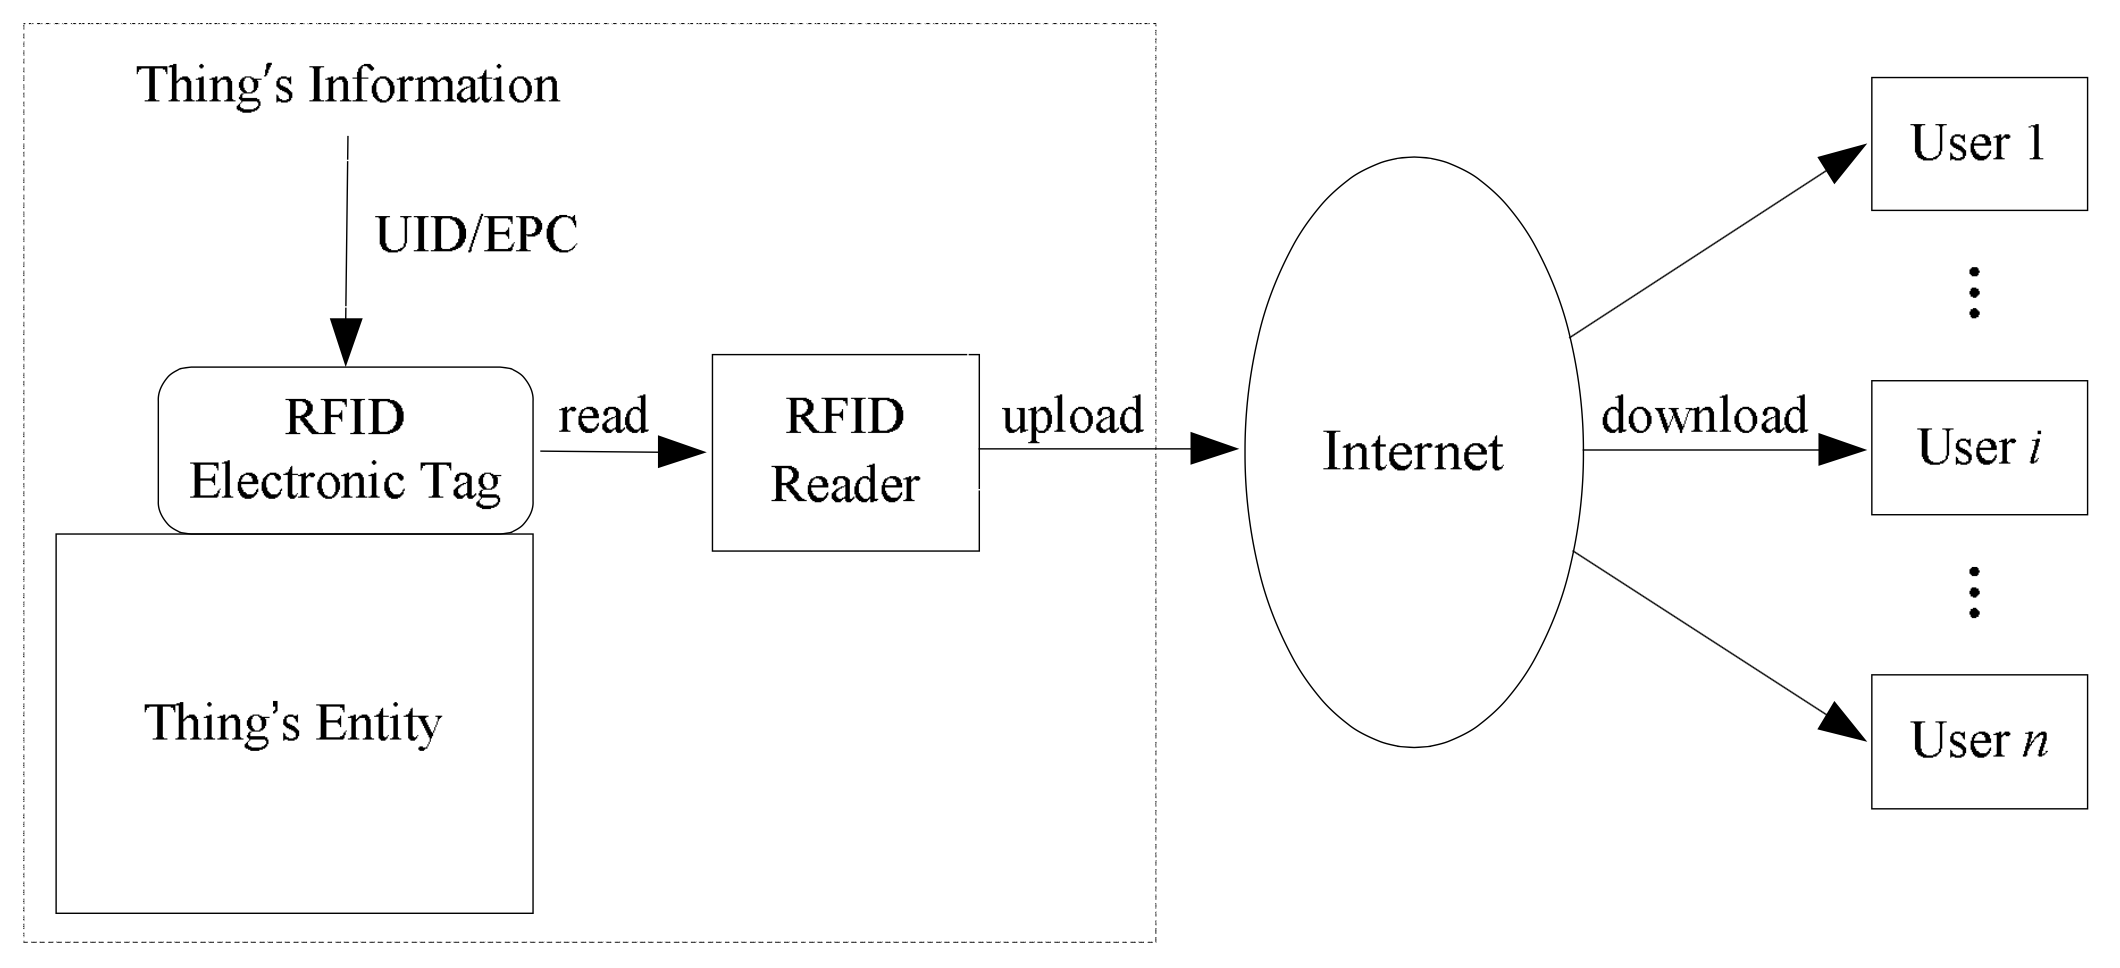 Thing's Information
UID/EPC
RFID
Electronic Tag
read
RFID
Reader
upload
Thing's Entity
Internet
download
User 1
User i
User n